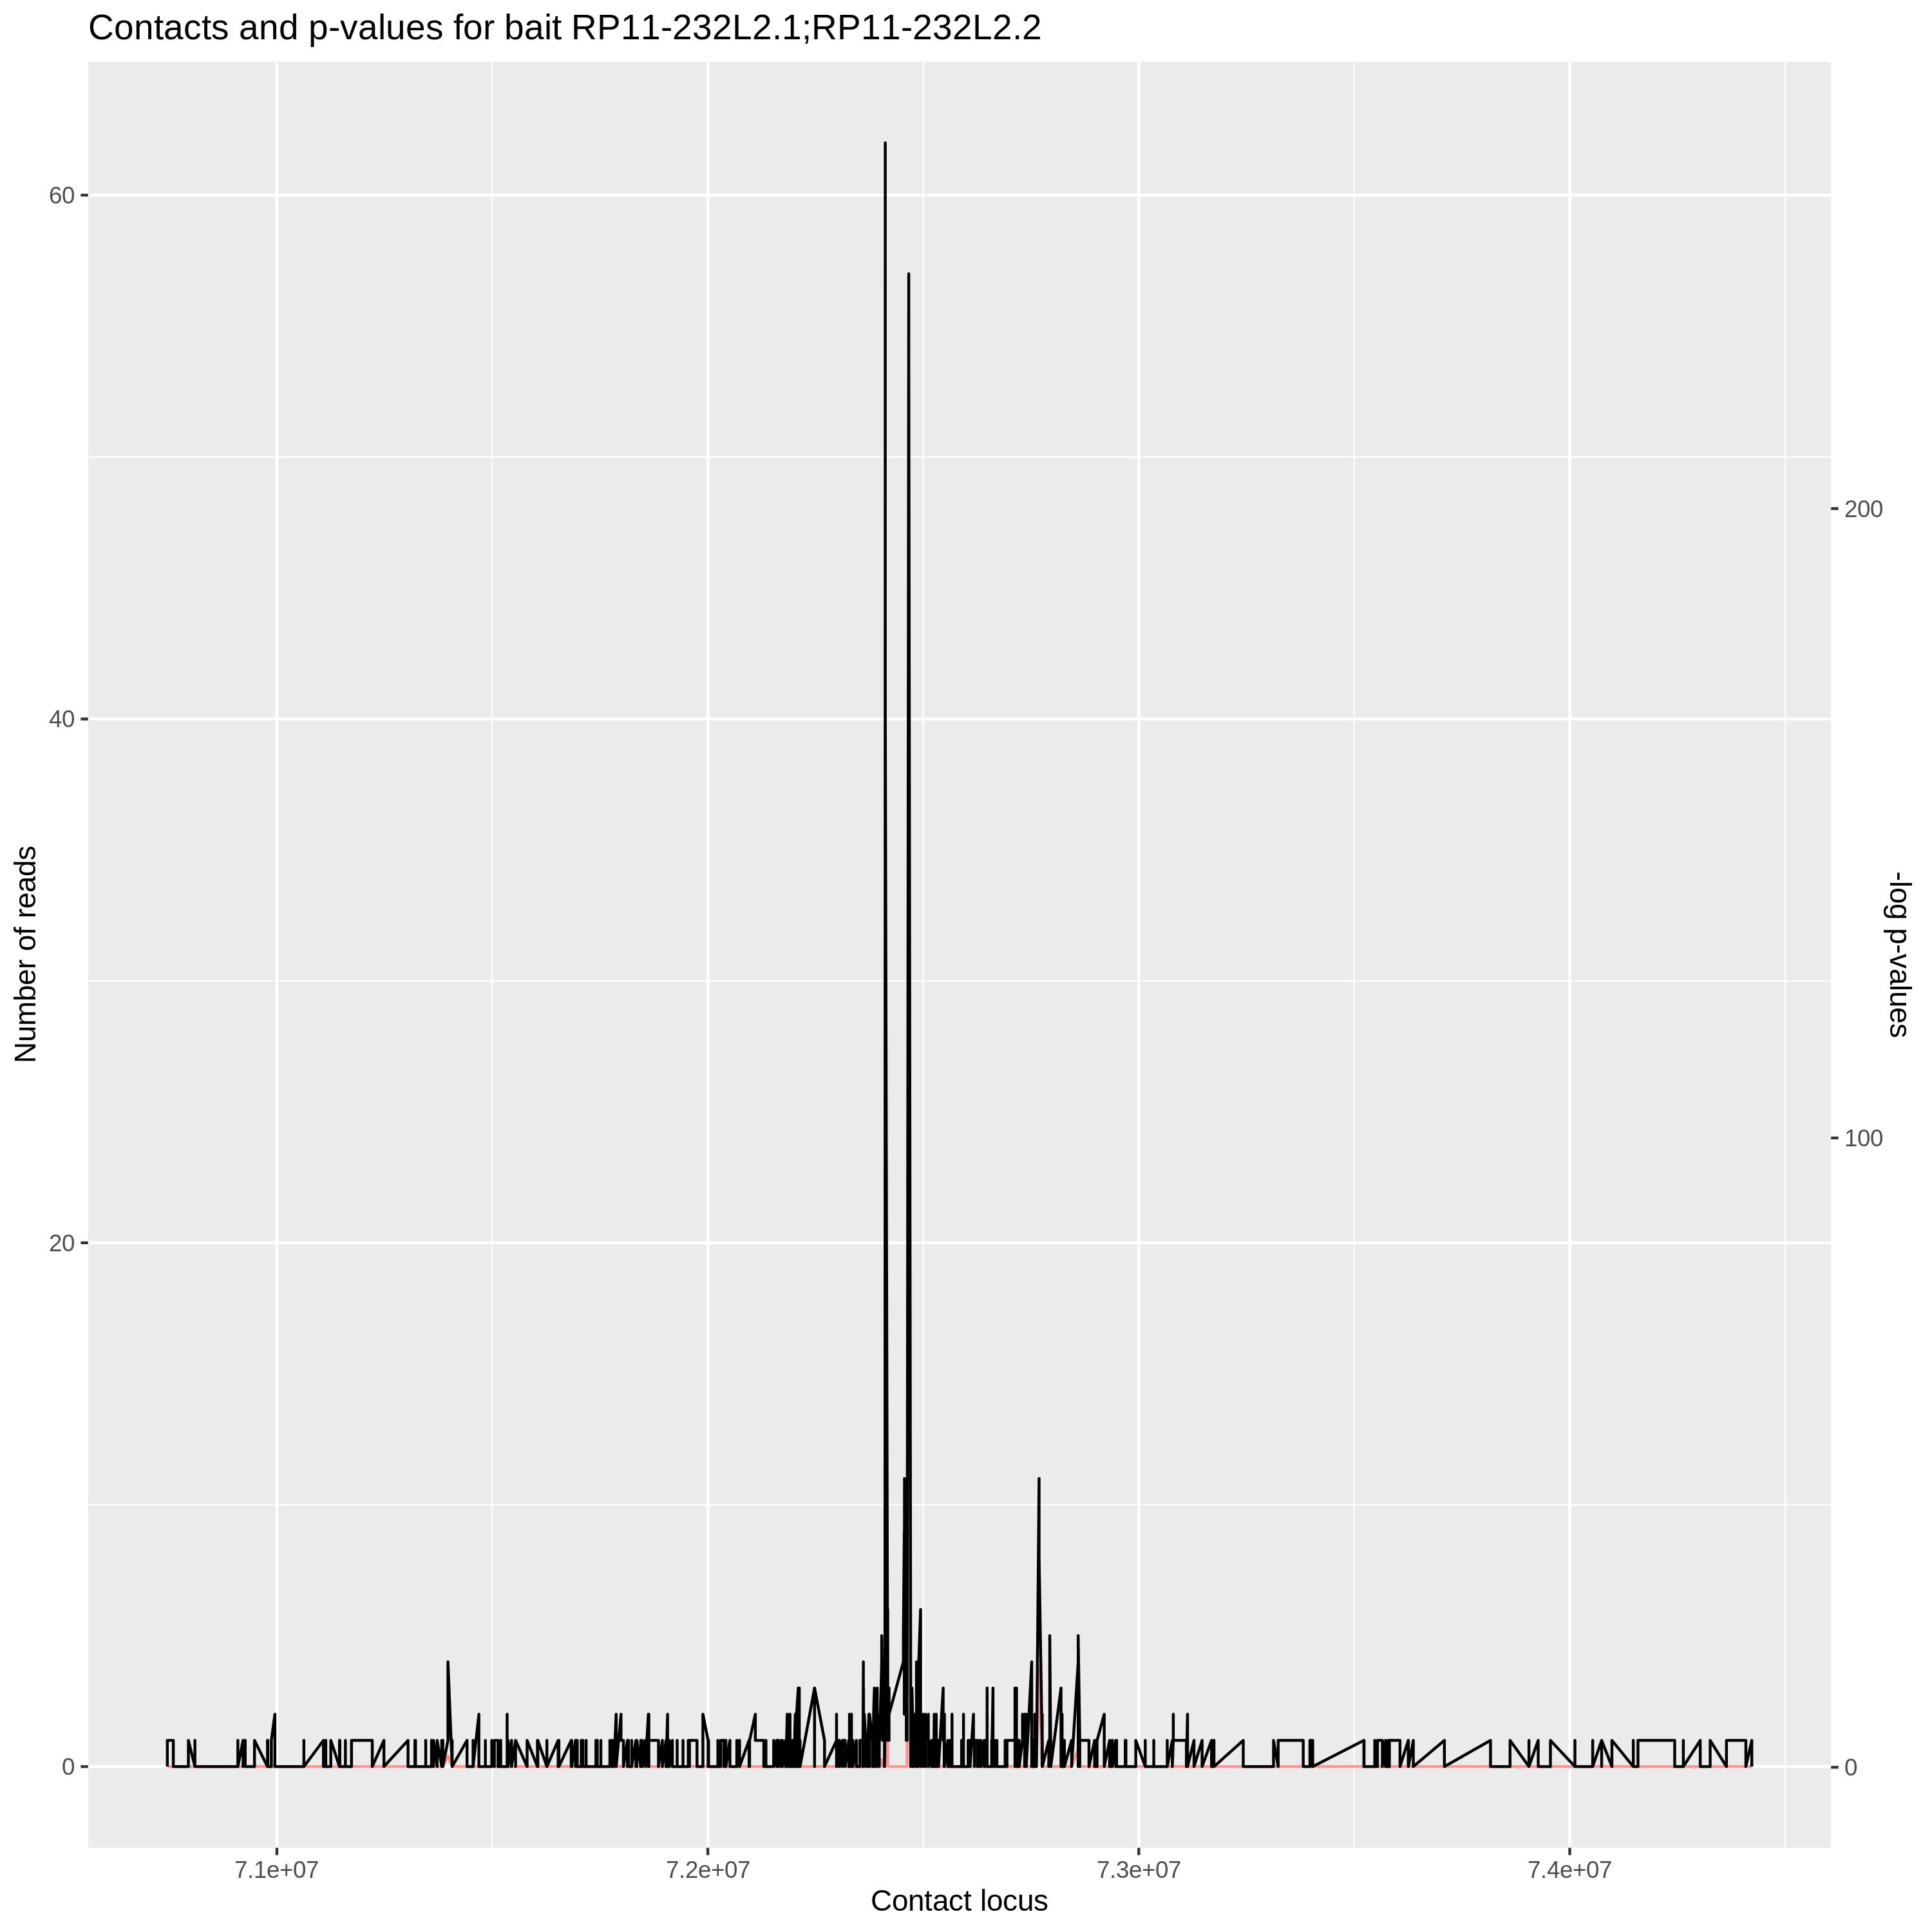 Contacts and p-values for bait RP11-232L2.1;RP11-232L2.2
60
40
20
0
Number of reads
200
100
0
-log p-values
7.1e+07
7.2e+07
7.3e+07
7.4e+07
Contact locus